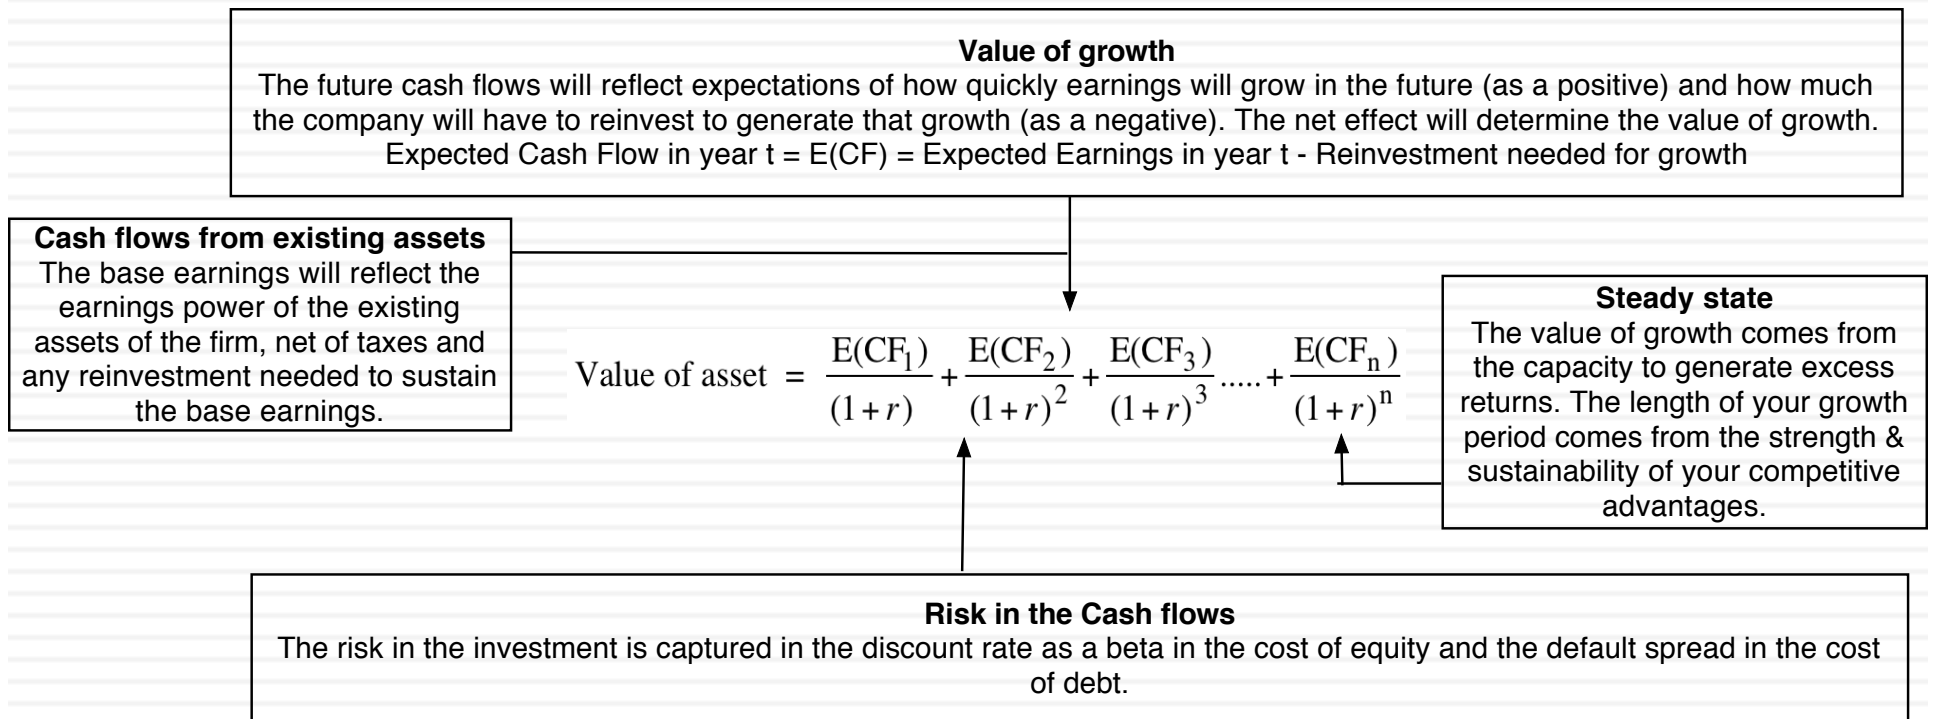 Value of growth
The future cash flows will reflect expectations of how quickly earnings will grow in the future (as a positive) and how much
the company will have to reinvest to generate that growth (as a negative). The net effect will determine the value of growth.
Expected Cash Flow in year t = E(CF) = Expected Earnings in year t - Reinvestment needed for growth
Cash flows from existing assets
The base earnings will reflect the
earnings power of the existing
assets of the firm, net of taxes and
any reinvestment needed to sustain
the base earnings.
Value of asset = E(CF₁)/(1+r) + E(CF₂)/(1+r)² + E(CF₃)/(1+r)³ ..... + E(CFₙ)/(1+r)ⁿ
Steady state
The value of growth comes from
the capacity to generate excess
returns. The length of your growth
period comes from the strength &
sustainability of your competitive
advantages.
Risk in the Cash flows
The risk in the investment is captured in the discount rate as a beta in the cost of equity and the default spread in the cost
of debt.